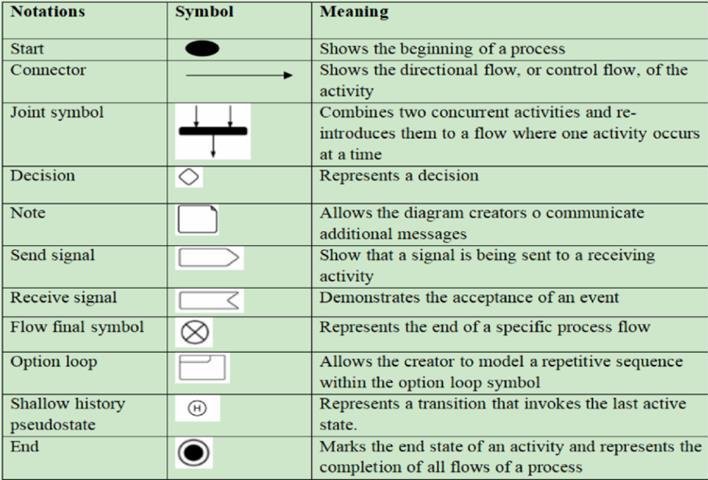 Notations Symbol Meaning
Start Shows the beginning of a process
Connector Shows the directional flow, or control flow, of the
activity
Joint symbol Combines two concurrent activities and re-
introduces them to a flow where one activity occurs
at a time
Decision Represents a decision
Note Allows the diagram creators o communicate
additional messages
Send signal Show that a signal is being sent to a receiving
activity
Receive signal Demonstrates the acceptance of an event
Flow final symbol Represents the end of a specific process flow
Option loop Allows the creator to model a repetitive sequence
within the option loop symbol
Shallow history H Represents a transition that invokes the last active
pseudostate state.
End Marks the end state of an activity and represents the
completion of all flows of a process